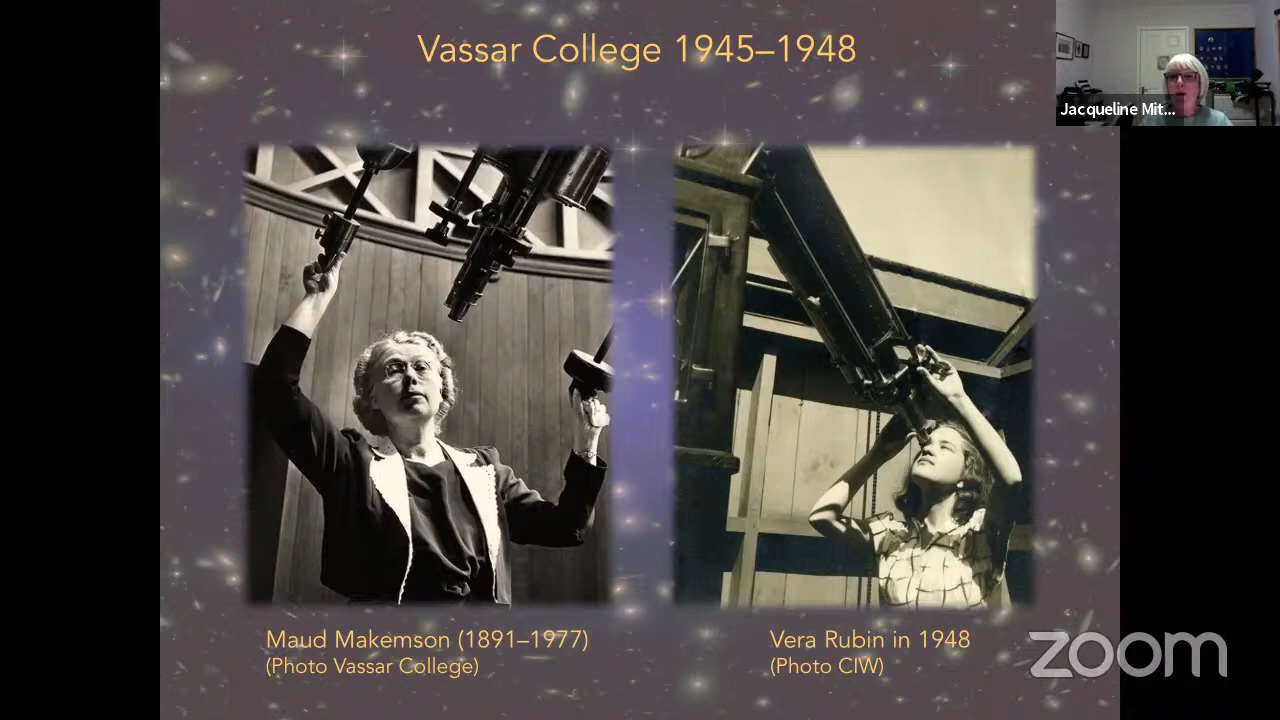 Vassar College 1945–1948
Jacqueline Mit...
Maud Makemson (1891–1977)
(Photo Vassar College)
Vera Rubin in 1948
(Photo CIW)
zoom